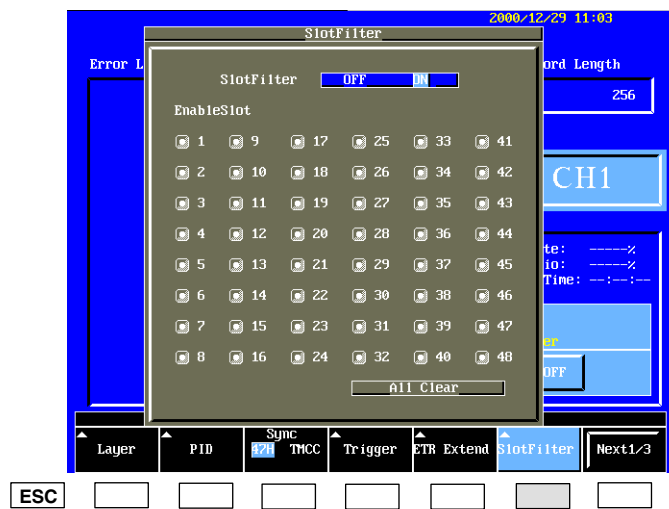 2000/12/29 11:03
SlotFilter
Error L
ord Length
SlotFilter OFF ON
256
EnableSlot
1 9 17 25 33 41
2 10 18 26 34 42
CH1
3 11 19 27 35 43
4 12 20 28 36 44
te: -----%
5 13 21 29 37 45
io: -----%
Time: --:--:--
6 14 22 30 38 46
7 15 23 31 39 47
er
8 16 24 32 40 48
OFF
All Clear
Layer PID Sync 47H TMCC Trigger ETR Extend SlotFilter Next1/3
ESC